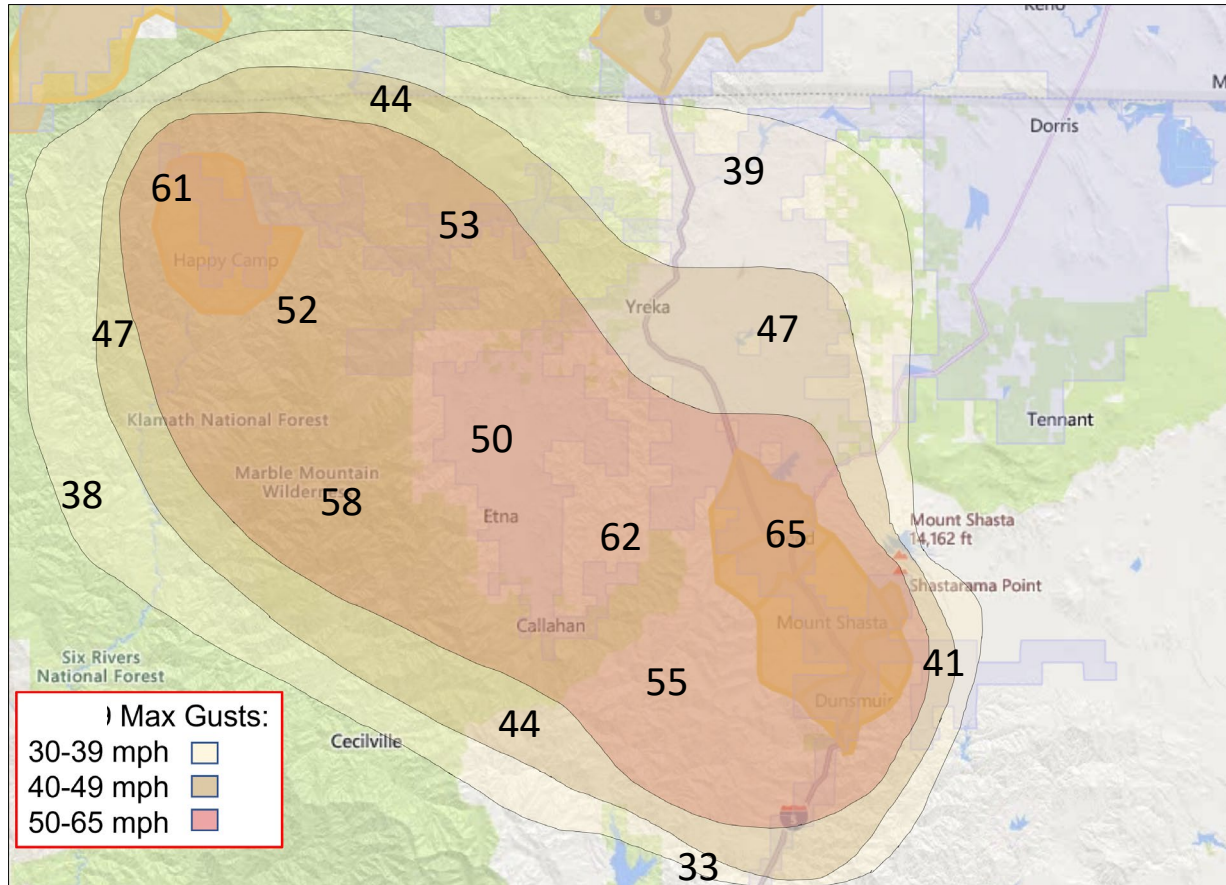 Keno
44
Dorris
39
61
53
Happy Camp
52
Yreka
47
47
Klamath National Forest
50
Tennant
Marble Mountain
38
58
Etna
62
65
Mount Shasta
14,162 ft
Shastarama Point
Callahan
Mount Shasta
Six Rivers
National Forest
55
41
Dunsmuir
44
Cecilville
33
5
Max Gusts:
30-39 mph
40-49 mph
50-65 mph